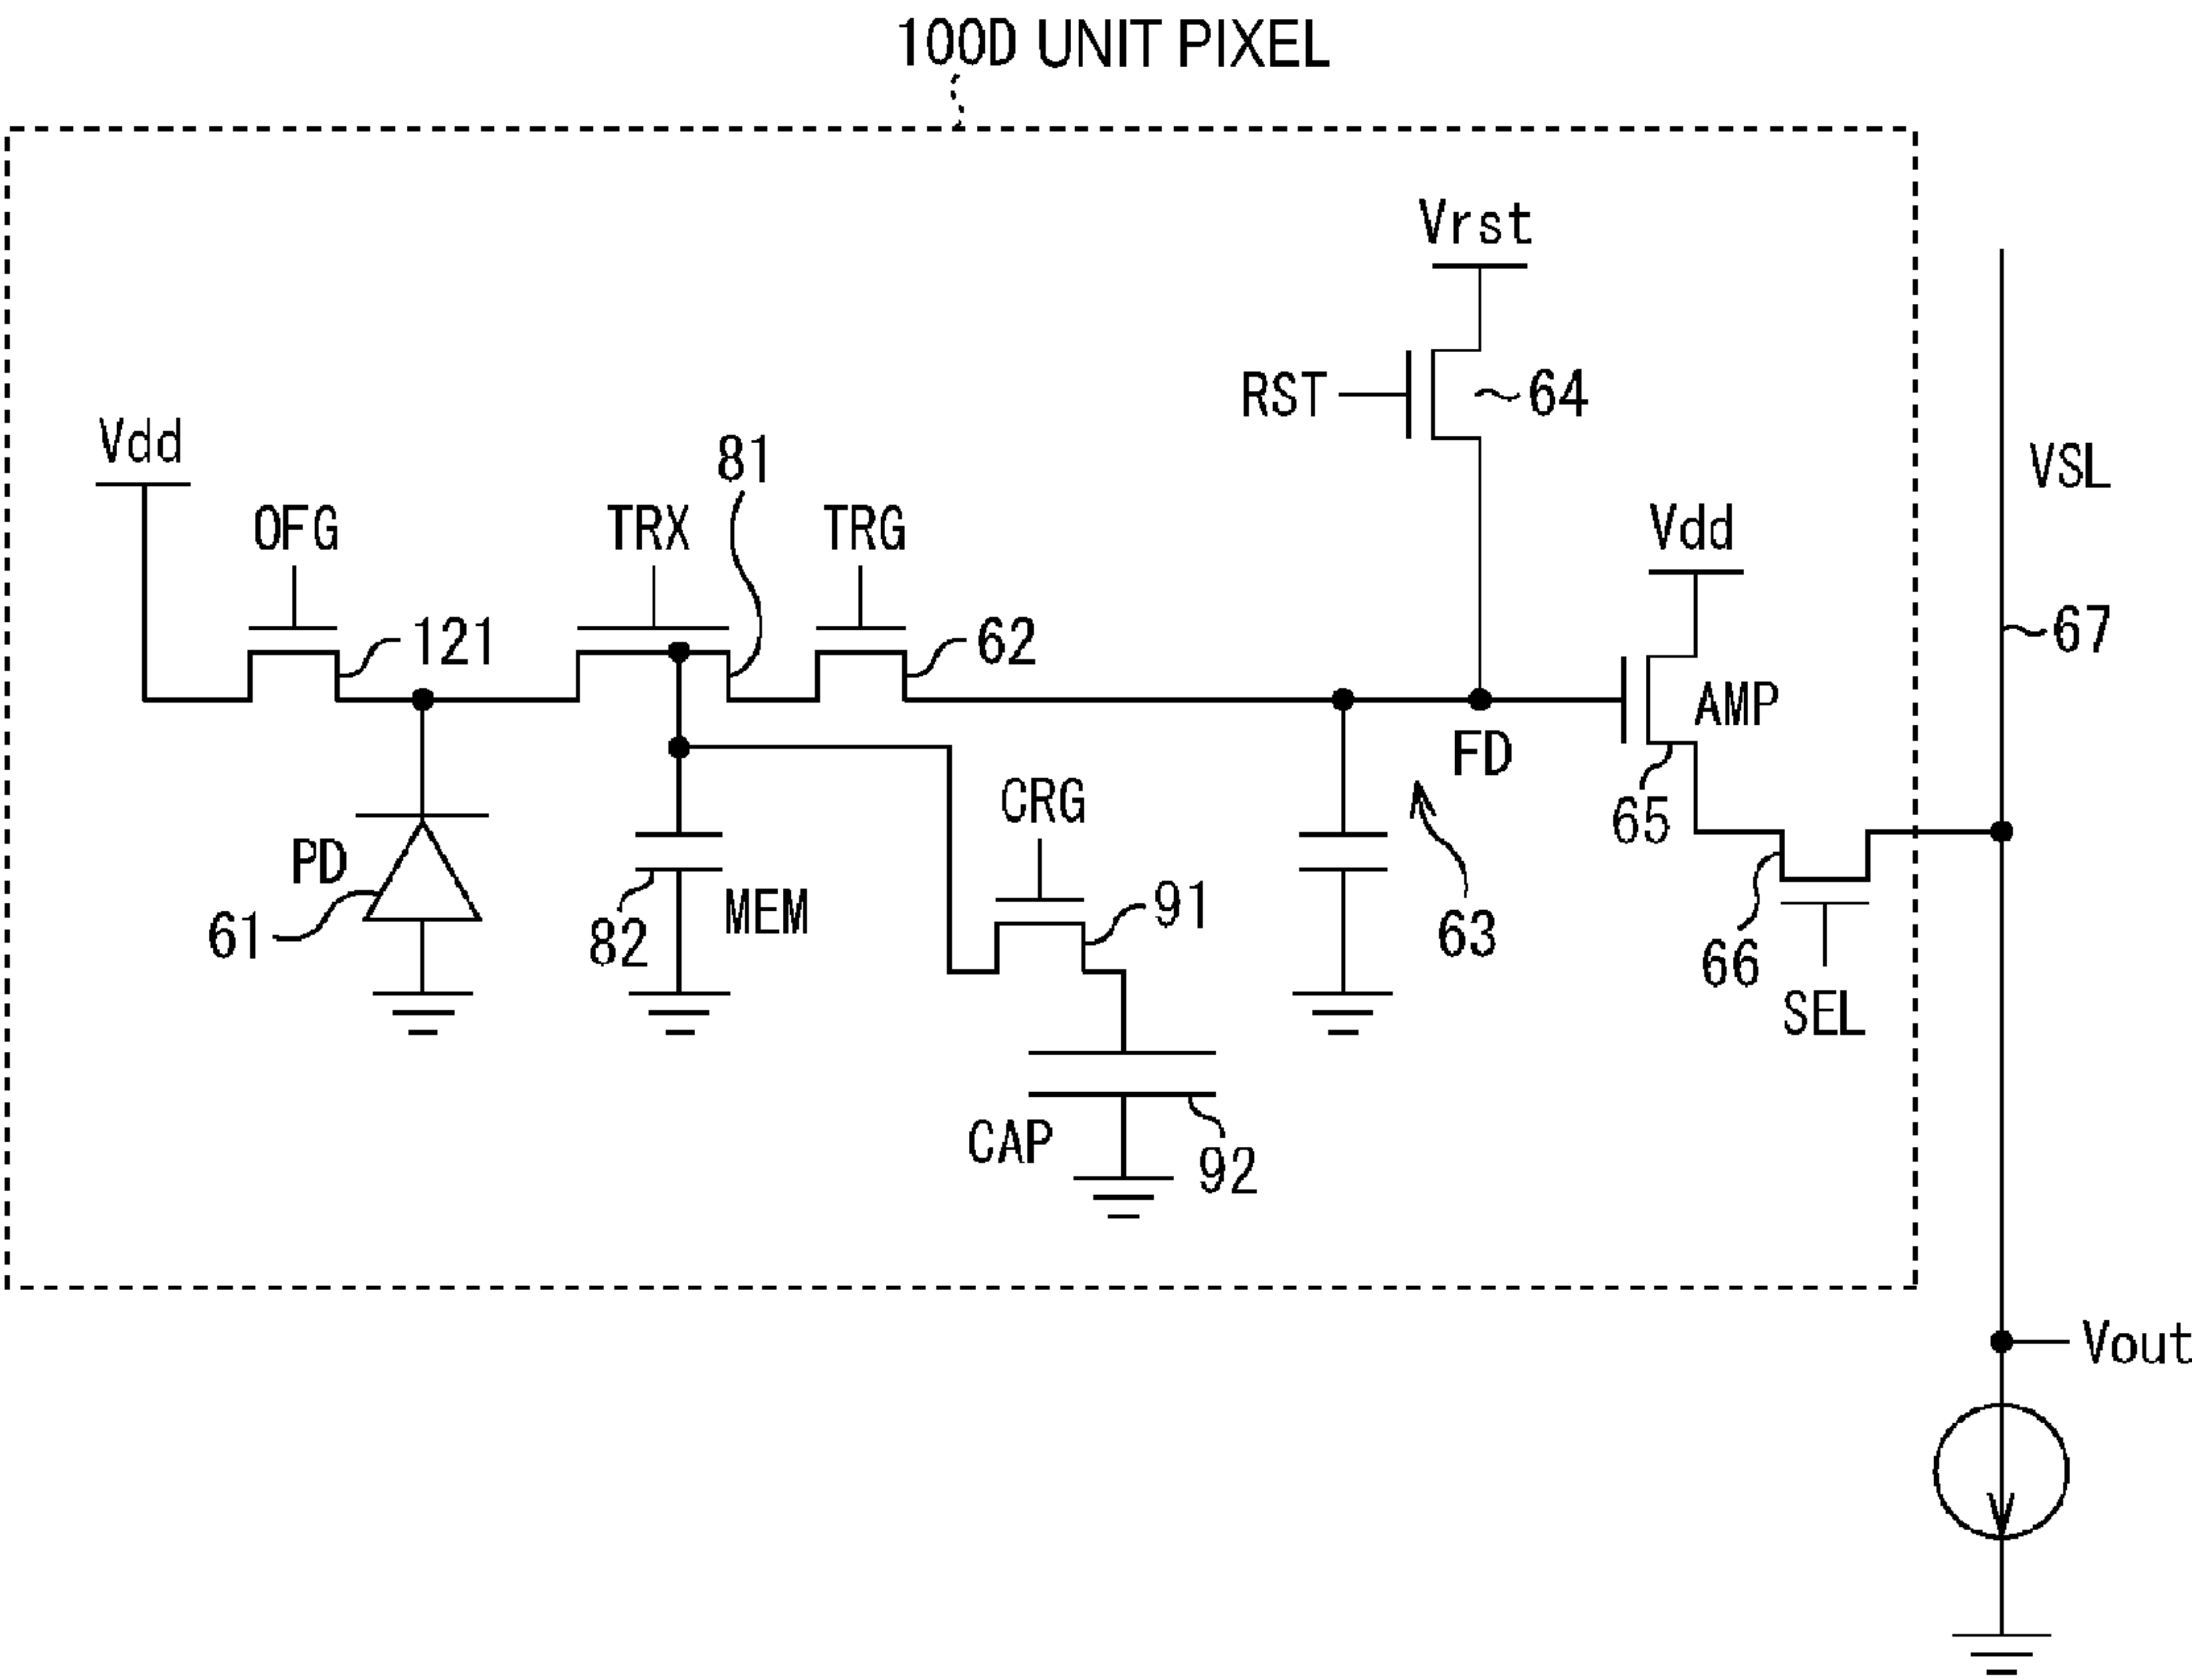 100D UNIT PIXEL
Vrst
RST
64
Vdd
81
VSL
OFG
TRX
TRG
Vdd
121
62
67
AMP
FD
CRG
65
PD
61
82
MEM
91
63
66
SEL
CAP
92
Vout